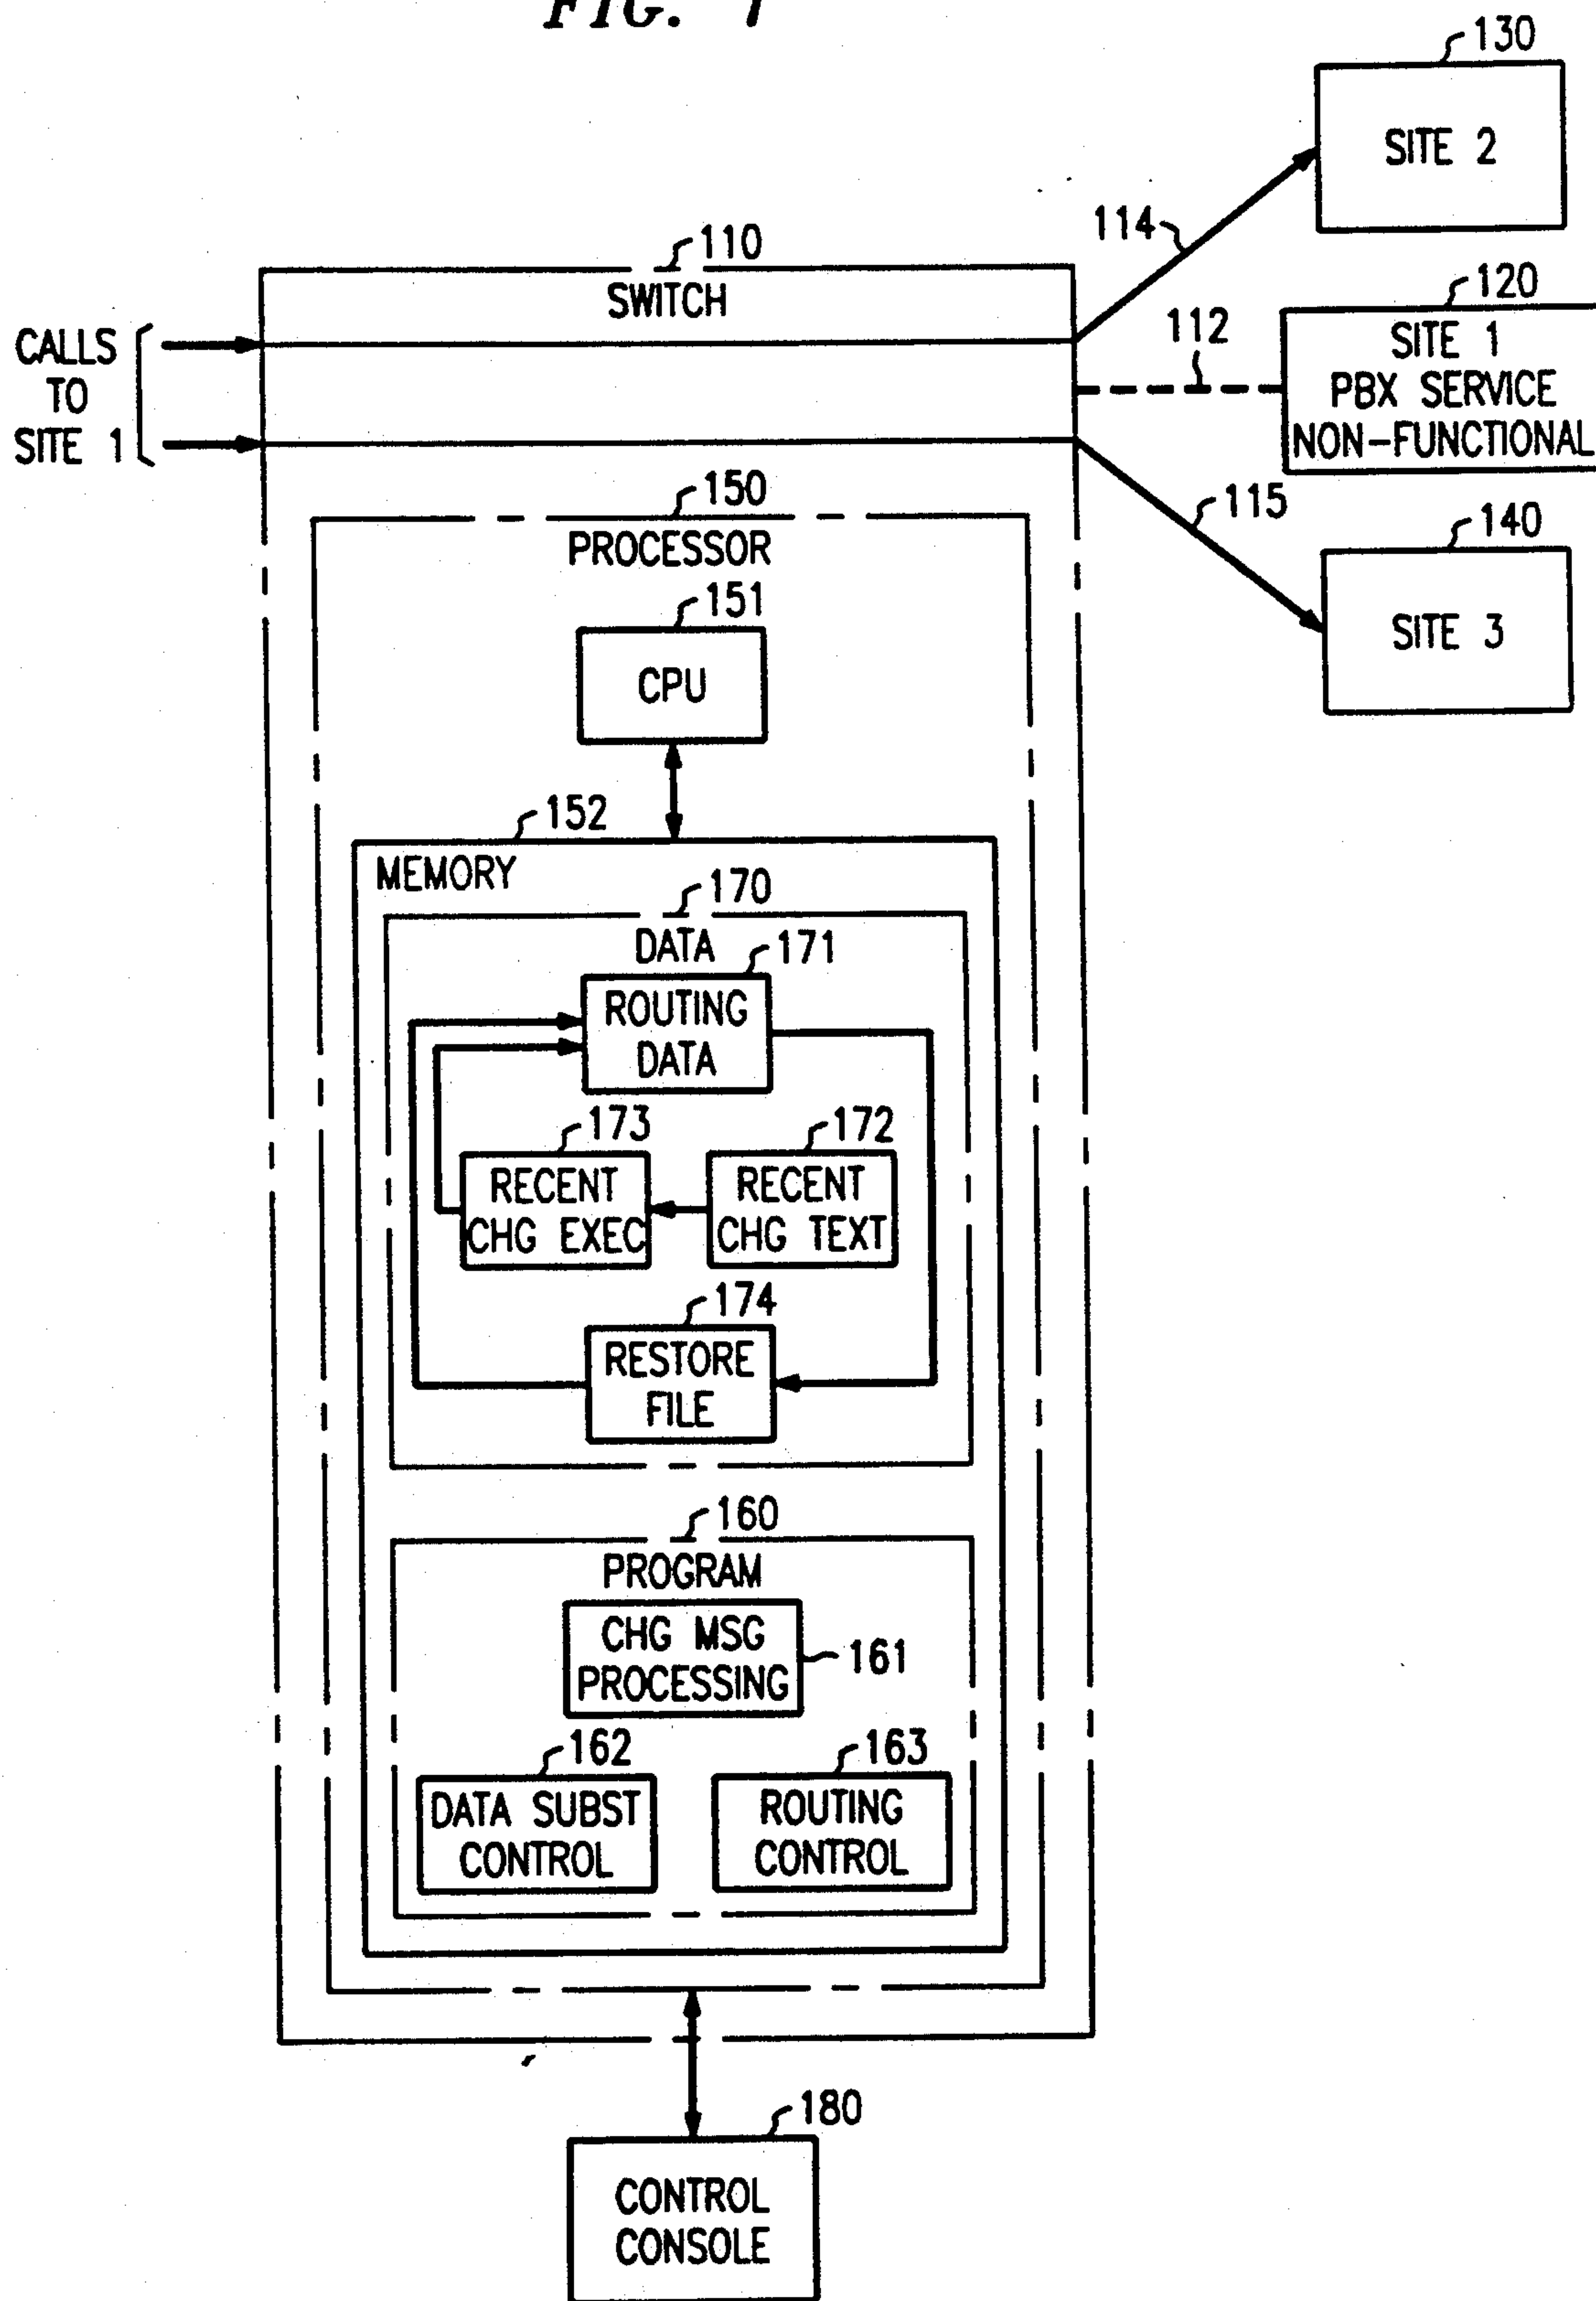 FIG. 1
130
SITE 2
114
110
SWITCH
120
SITE 1
PBX SERVICE
NON-FUNCTIONAL
112
CALLS
TO
SITE 1
150
PROCESSOR
115
140
SITE 3
151
CPU
152
MEMORY
170
DATA
171
ROUTING
DATA
173
RECENT
CHG EXEC
172
RECENT
CHG TEXT
174
RESTORE
FILE
160
PROGRAM
CHG MSG
PROCESSING
161
162
DATA SUBST
CONTROL
163
ROUTING
CONTROL
180
CONTROL
CONSOLE